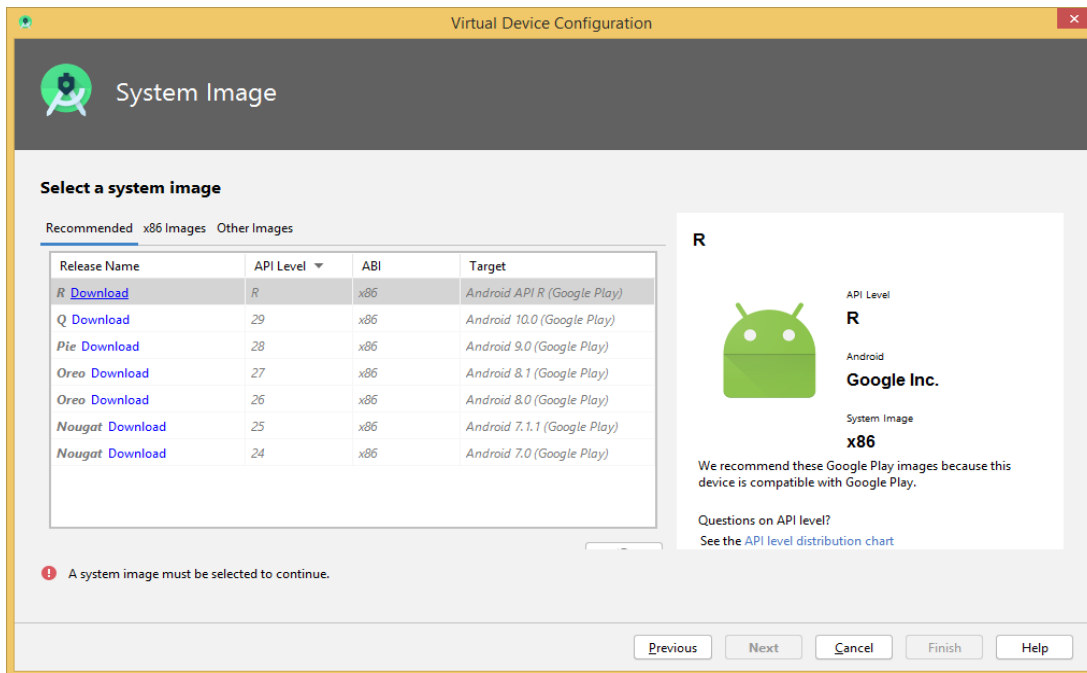 Virtual Device Configuration
System Image
Select a system image
Recommended x86 Images Other Images
Release Name API Level ABI Target
R Download R x86 Android API R (Google Play)
Q Download 29 x86 Android 10.0 (Google Play)
Pie Download 28 x86 Android 9.0 (Google Play)
Oreo Download 27 x86 Android 8.1 (Google Play)
Oreo Download 26 x86 Android 8.0 (Google Play)
Nougat Download 25 x86 Android 7.1.1 (Google Play)
Nougat Download 24 x86 Android 7.0 (Google Play)
R
API Level
R
Android
Google Inc.
System Image
x86
We recommend these Google Play images because this
device is compatible with Google Play.
Questions on API level?
See the API level distribution chart
A system image must be selected to continue.
Previous Next Cancel Finish Help